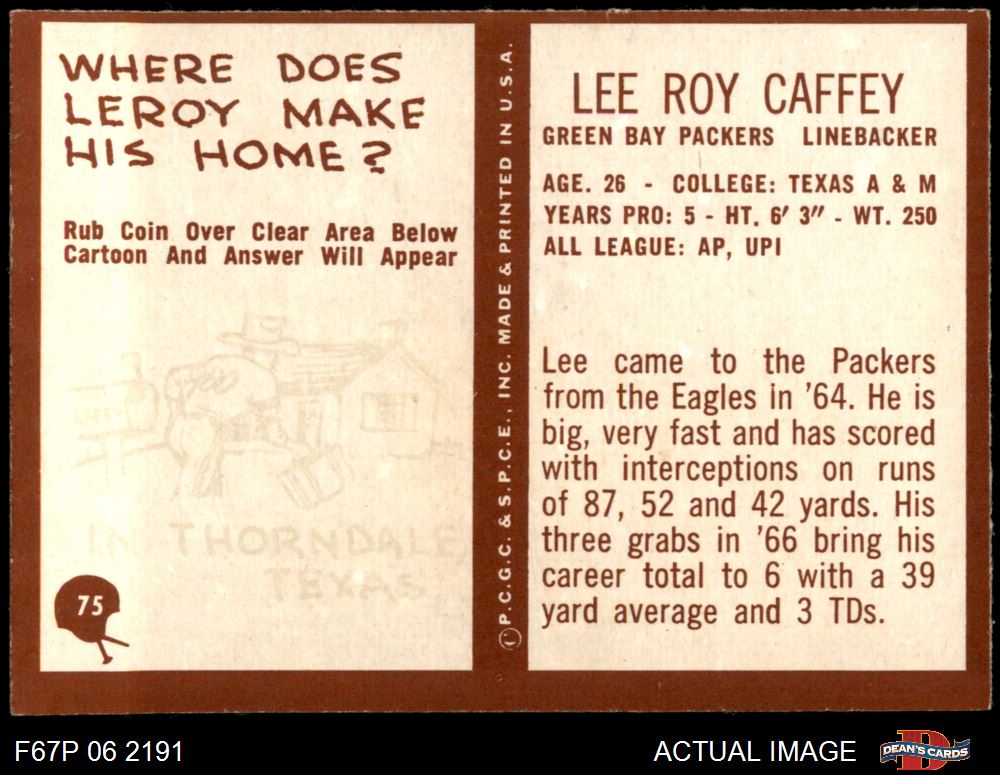 WHERE DOES
LEROY MAKE
HIS HOME?
Rub Coin Over Clear Area Below
Cartoon And Answer Will Appear
CAFFEY
IN THORNDALE,
TEXAS.
75
©P.C.G.C. & S.P.C.E., INC. MADE & PRINTED IN U.S.A.
LEE ROY CAFFEY
GREEN BAY PACKERS LINEBACKER
AGE. 26 - COLLEGE: TEXAS A & M
YEARS PRO: 5 - HT. 6' 3" - WT. 250
ALL LEAGUE: AP, UPI
Lee came to the Packers
from the Eagles in '64. He is
big, very fast and has scored
with interceptions on runs
of 87, 52 and 42 yards. His
three grabs in '66 bring his
career total to 6 with a 39
yard average and 3 TDs.
F67P 06 2191
ACTUAL IMAGE
D
DEAN'S CARDS